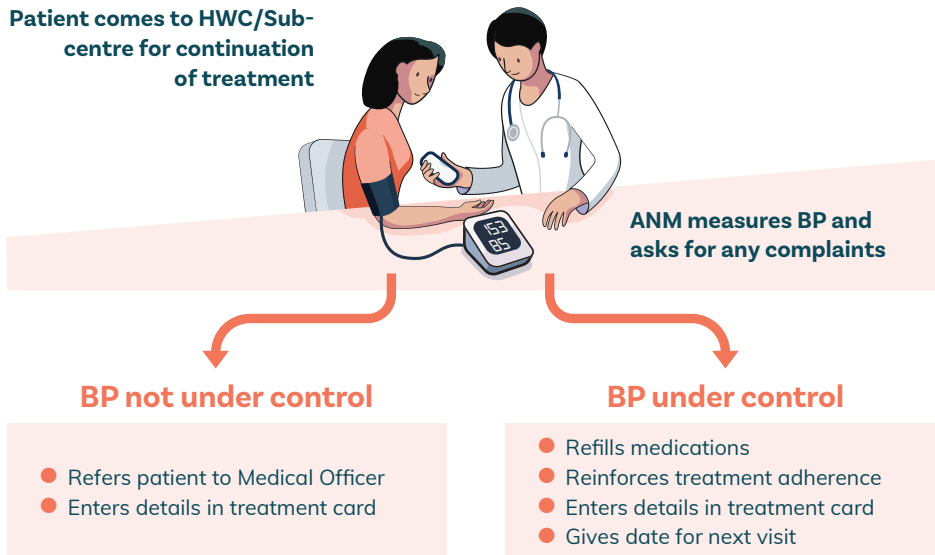 Patient comes to HWC/Sub-
centre for continuation
of treatment
153
85
ANM measures BP and
asks for any complaints
BP not under control
Refers patient to Medical Officer
Enters details in treatment card
BP under control
Refills medications
Reinforces treatment adherence
Enters details in treatment card
Gives date for next visit